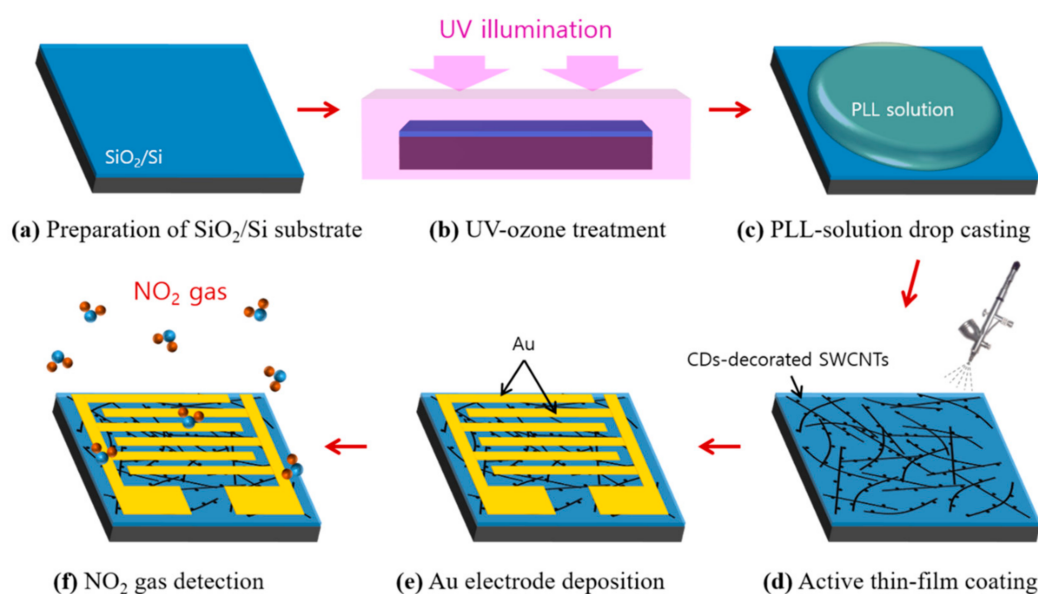 UV illumination
SiO₂/Si
PLL solution
(a) Preparation of SiO₂/Si substrate
(b) UV-ozone treatment
(c) PLL-solution drop casting
NO₂ gas
Au
CDs-decorated SWCNTs
(f) NO₂ gas detection
(e) Au electrode deposition
(d) Active thin-film coating